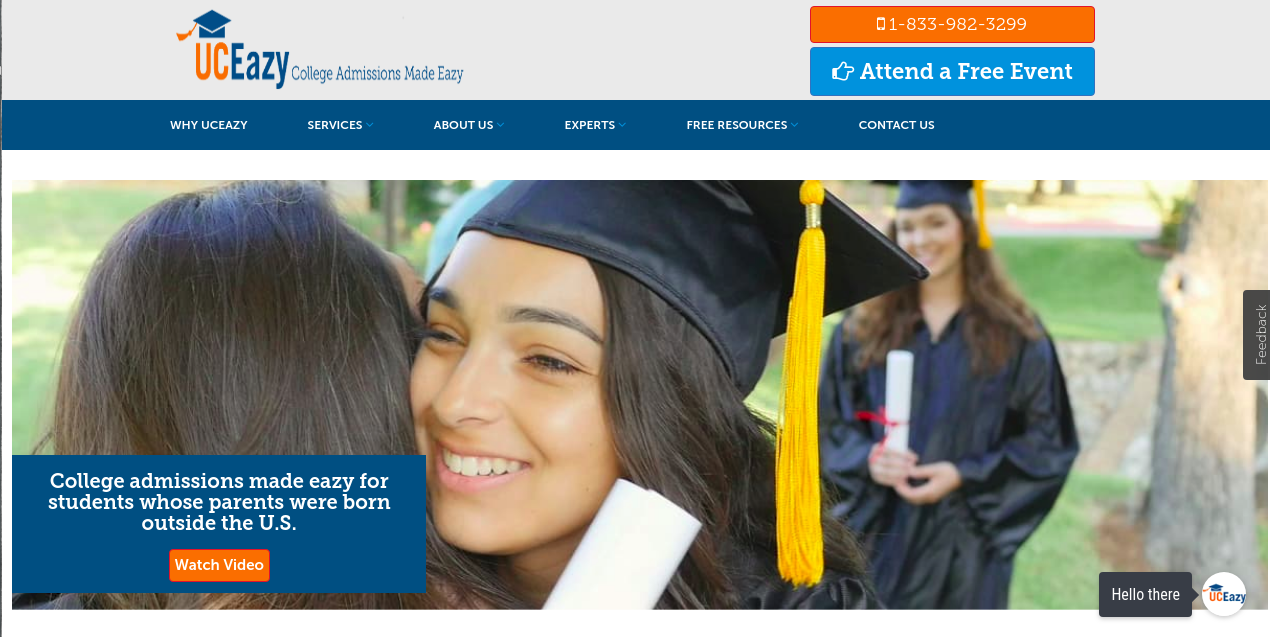 UCEazy College Admissions Made Eazy
1-833-982-3299
Attend a Free Event
WHY UCEAZY
SERVICES
ABOUT US
EXPERTS
FREE RESOURCES
CONTACT US
College admissions made eazy for
students whose parents were born
outside the U.S.
Watch Video
Feedback
Hello there
UCEazy